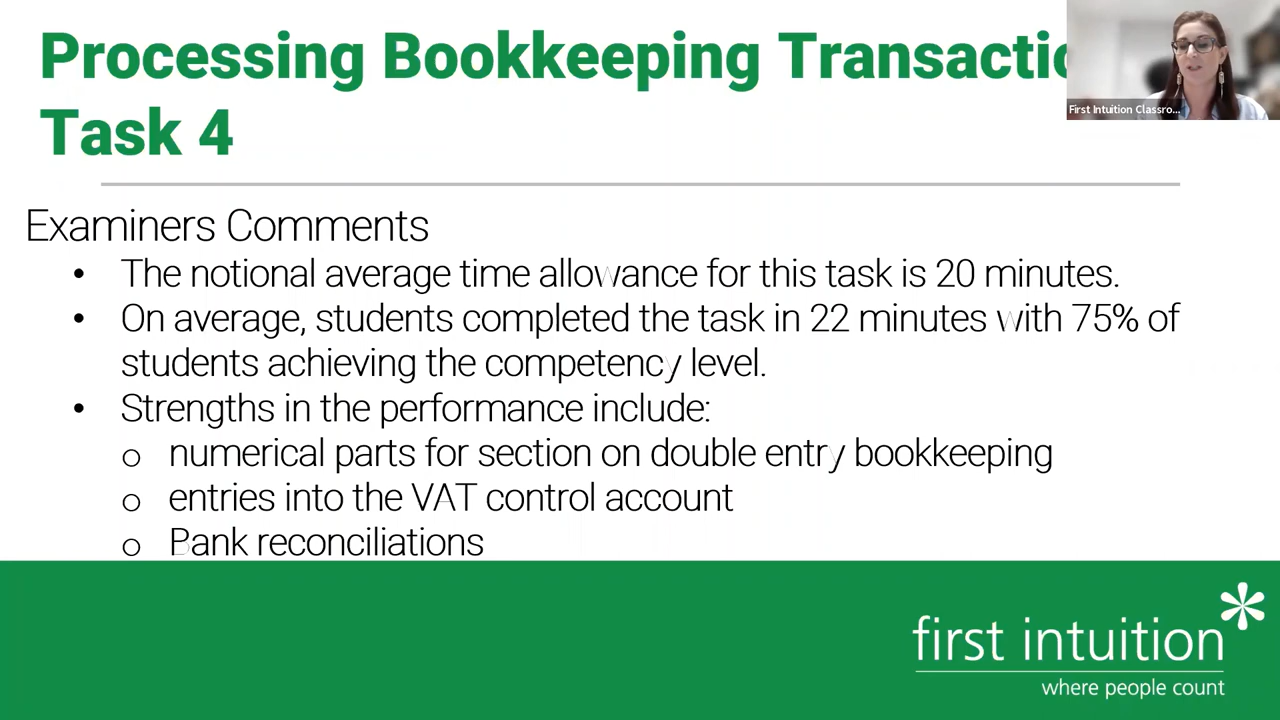 Processing Bookkeeping Transactio
Task 4
First Intuition Classro...
Examiners Comments
• The notional average time allowance for this task is 20 minutes.
• On average, students completed the task in 22 minutes with 75% of
students achieving the competency level.
• Strengths in the performance include:
o numerical parts for section on double entry bookkeeping
o entries into the VAT control account
o Bank reconciliations
first intuition
where people count